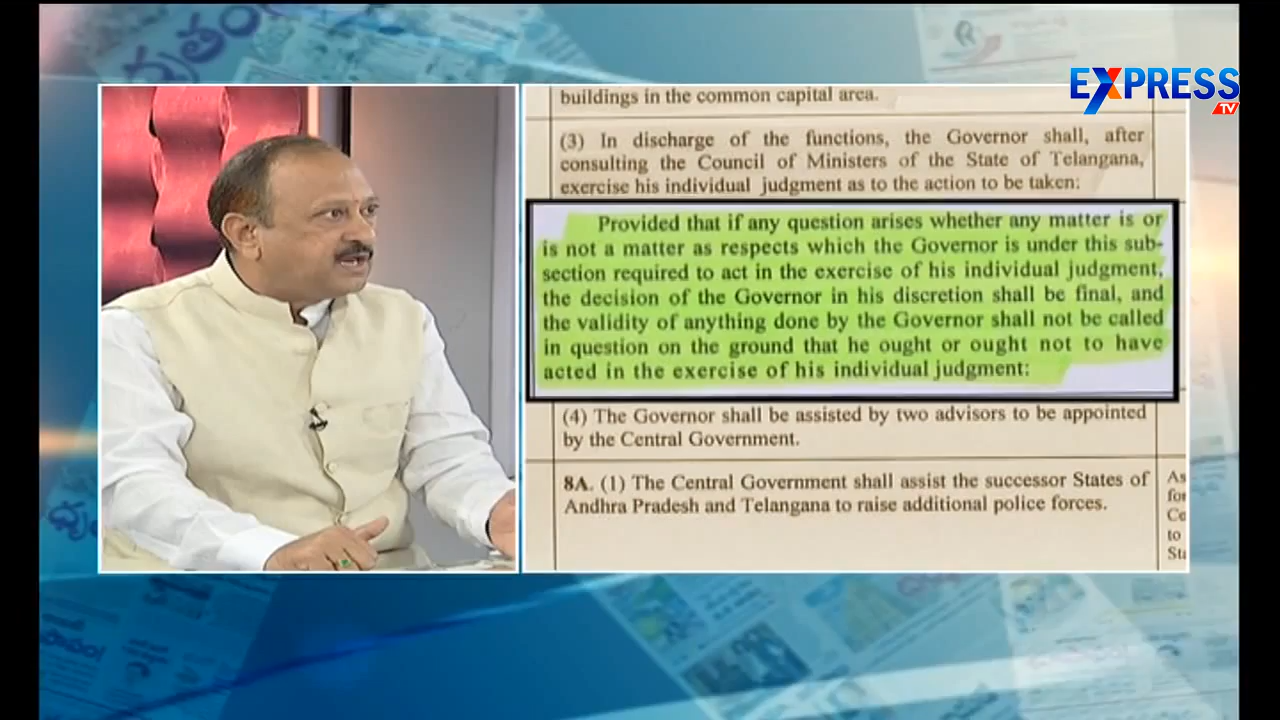 EXPRESS
TV
buildings in the common capital area.
(3) In discharge of the functions, the Governor shall, after
consulting the Council of Ministers of the State of Telangana,
exercise his individual judgment as to the action to be taken:
Provided that if any question arises whether any matter is or
is not a matter as respects which the Governor is under this sub-
section required to act in the exercise of his individual judgment,
the decision of the Governor in his discretion shall be final, and
the validity of anything done by the Governor shall not be called
in question on the ground that he ought or ought not to have
acted in the exercise of his individual judgment:
(4) The Governor shall be assisted by two advisors to be appointed
by the Central Government.
8A. (1) The Central Government shall assist the successor States of
Andhra Pradesh and Telangana to raise additional police forces.
As
for
Ce
to
Sta